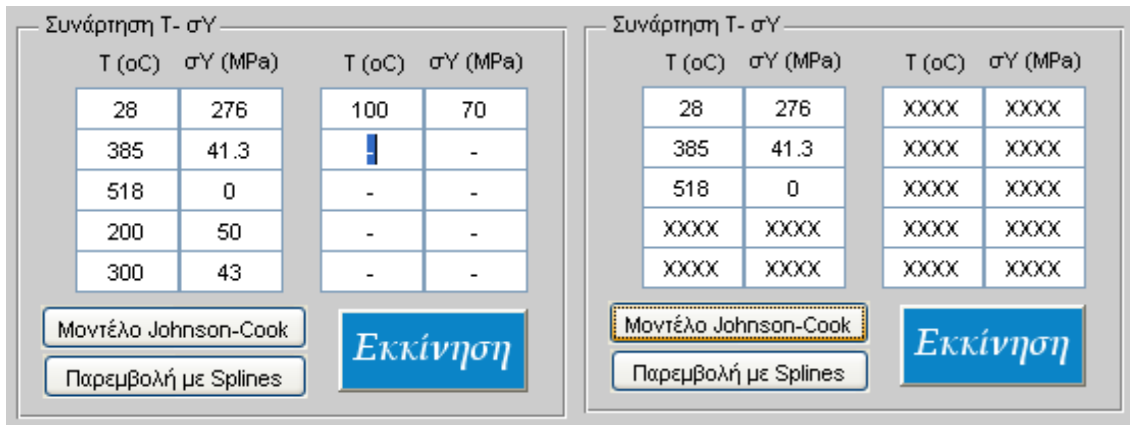 Συνάρτηση T- σY
T (oC) σY (MPa) T (oC) σY (MPa)
28 276 100 70
385 41.3 - -
518 0 - -
200 50 - -
300 43 - -
Μοντέλο Johnson-Cook
Παρεμβολή με Splines
Εκκίνηση
Συνάρτηση T- σY
T (oC) σY (MPa) T (oC) σY (MPa)
28 276 XXXX XXXX
385 41.3 XXXX XXXX
518 0 XXXX XXXX
XXXX XXXX XXXX XXXX
XXXX XXXX XXXX XXXX
Μοντέλο Johnson-Cook
Παρεμβολή με Splines
Εκκίνηση